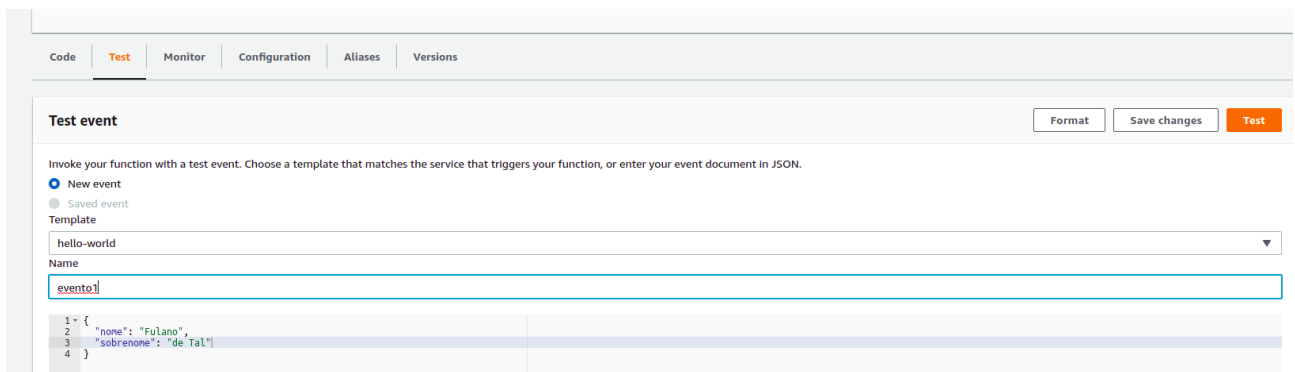 Code Test Monitor Configuration Aliases Versions
Test event Format Save changes Test
Invoke your function with a test event. Choose a template that matches the service that triggers your function, or enter your event document in JSON.
New event
Saved event
Template
hello-world
Name
evento1
1 {
2 "nome": "Fulano",
3 "sobrenome": "de Tal"
4 }